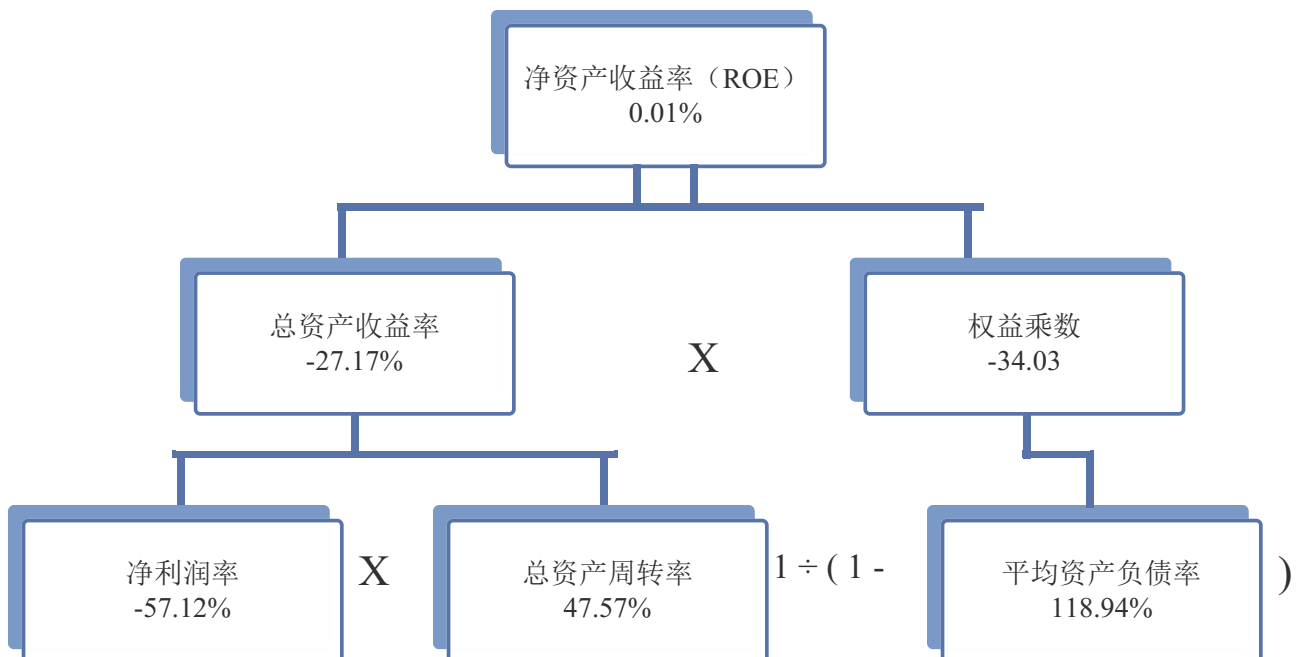 净资产收益率（ROE）
0.01%
总资产收益率
-27.17%
X
权益乘数
-34.03
净利润率
-57.12%
X
总资产周转率
47.57%
1 ÷ ( 1 -
平均资产负债率
118.94%
)